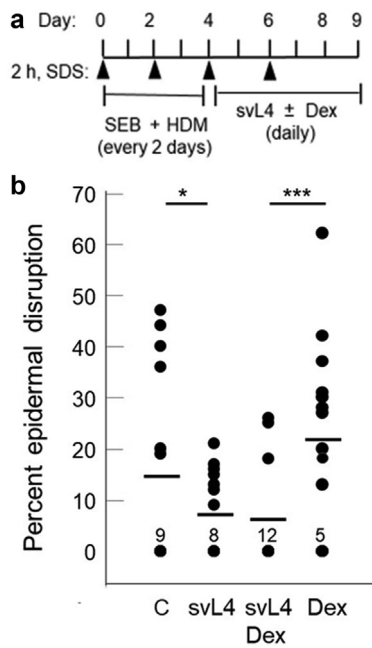 a
Day: 0 2 4 6 8 9
2 h, SDS:
SEB + HDM
(every 2 days)
svL4 ± Dex
(daily)
b
Percent epidermal disruption
70
60
50
40
30
20
10
0
* ***
9 8 12 5
C svL4 svL4 Dex
Dex